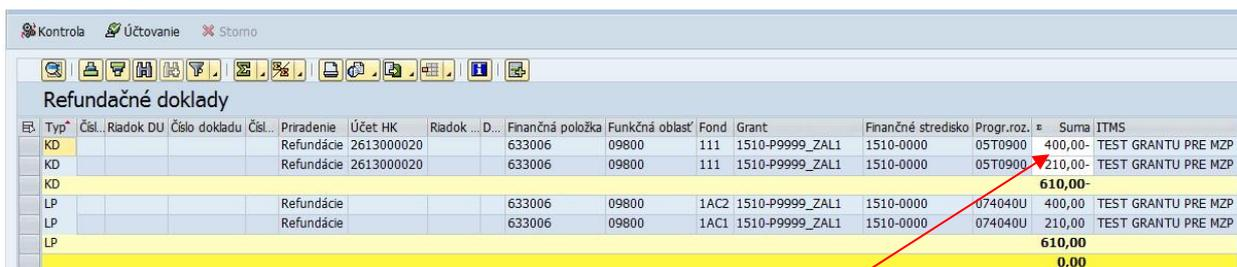 Kontrola Účtovanie Storno
Refundačné doklady
Typ Čísl... Riadok DU Číslo dokladu Čísl... Priradenie Účet HK Riadok ... D... Finančná položka Funkčná oblasť Fond Grant Finančné stredisko Progr.roz. Σ Suma ITMS
KD Refundácie 2613000020 633006 09800 111 1510-P9999_ZAL1 1510-0000 05T0900 400,00- TEST GRANTU PRE MZP
KD Refundácie 2613000020 633006 09800 111 1510-P9999_ZAL1 1510-0000 05T0900 210,00- TEST GRANTU PRE MZP
KD 610,00-
LP Refundácie 633006 09800 1AC2 1510-P9999_ZAL1 1510-0000 074040U 400,00 TEST GRANTU PRE MZP
LP Refundácie 633006 09800 1AC1 1510-P9999_ZAL1 1510-0000 074040U 210,00 TEST GRANTU PRE MZP
LP 610,00
0,00